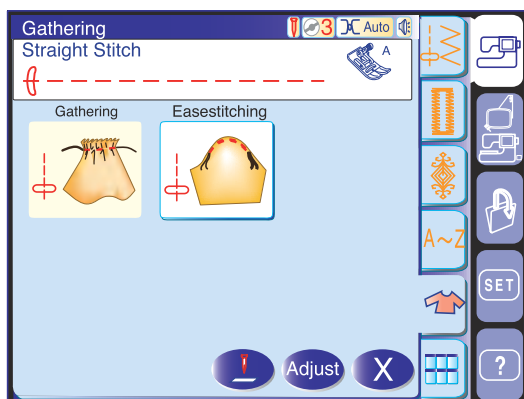 Gathering 3 Auto
Straight Stitch A
Gathering Easestitching
A~Z
SET
Adjust X ?